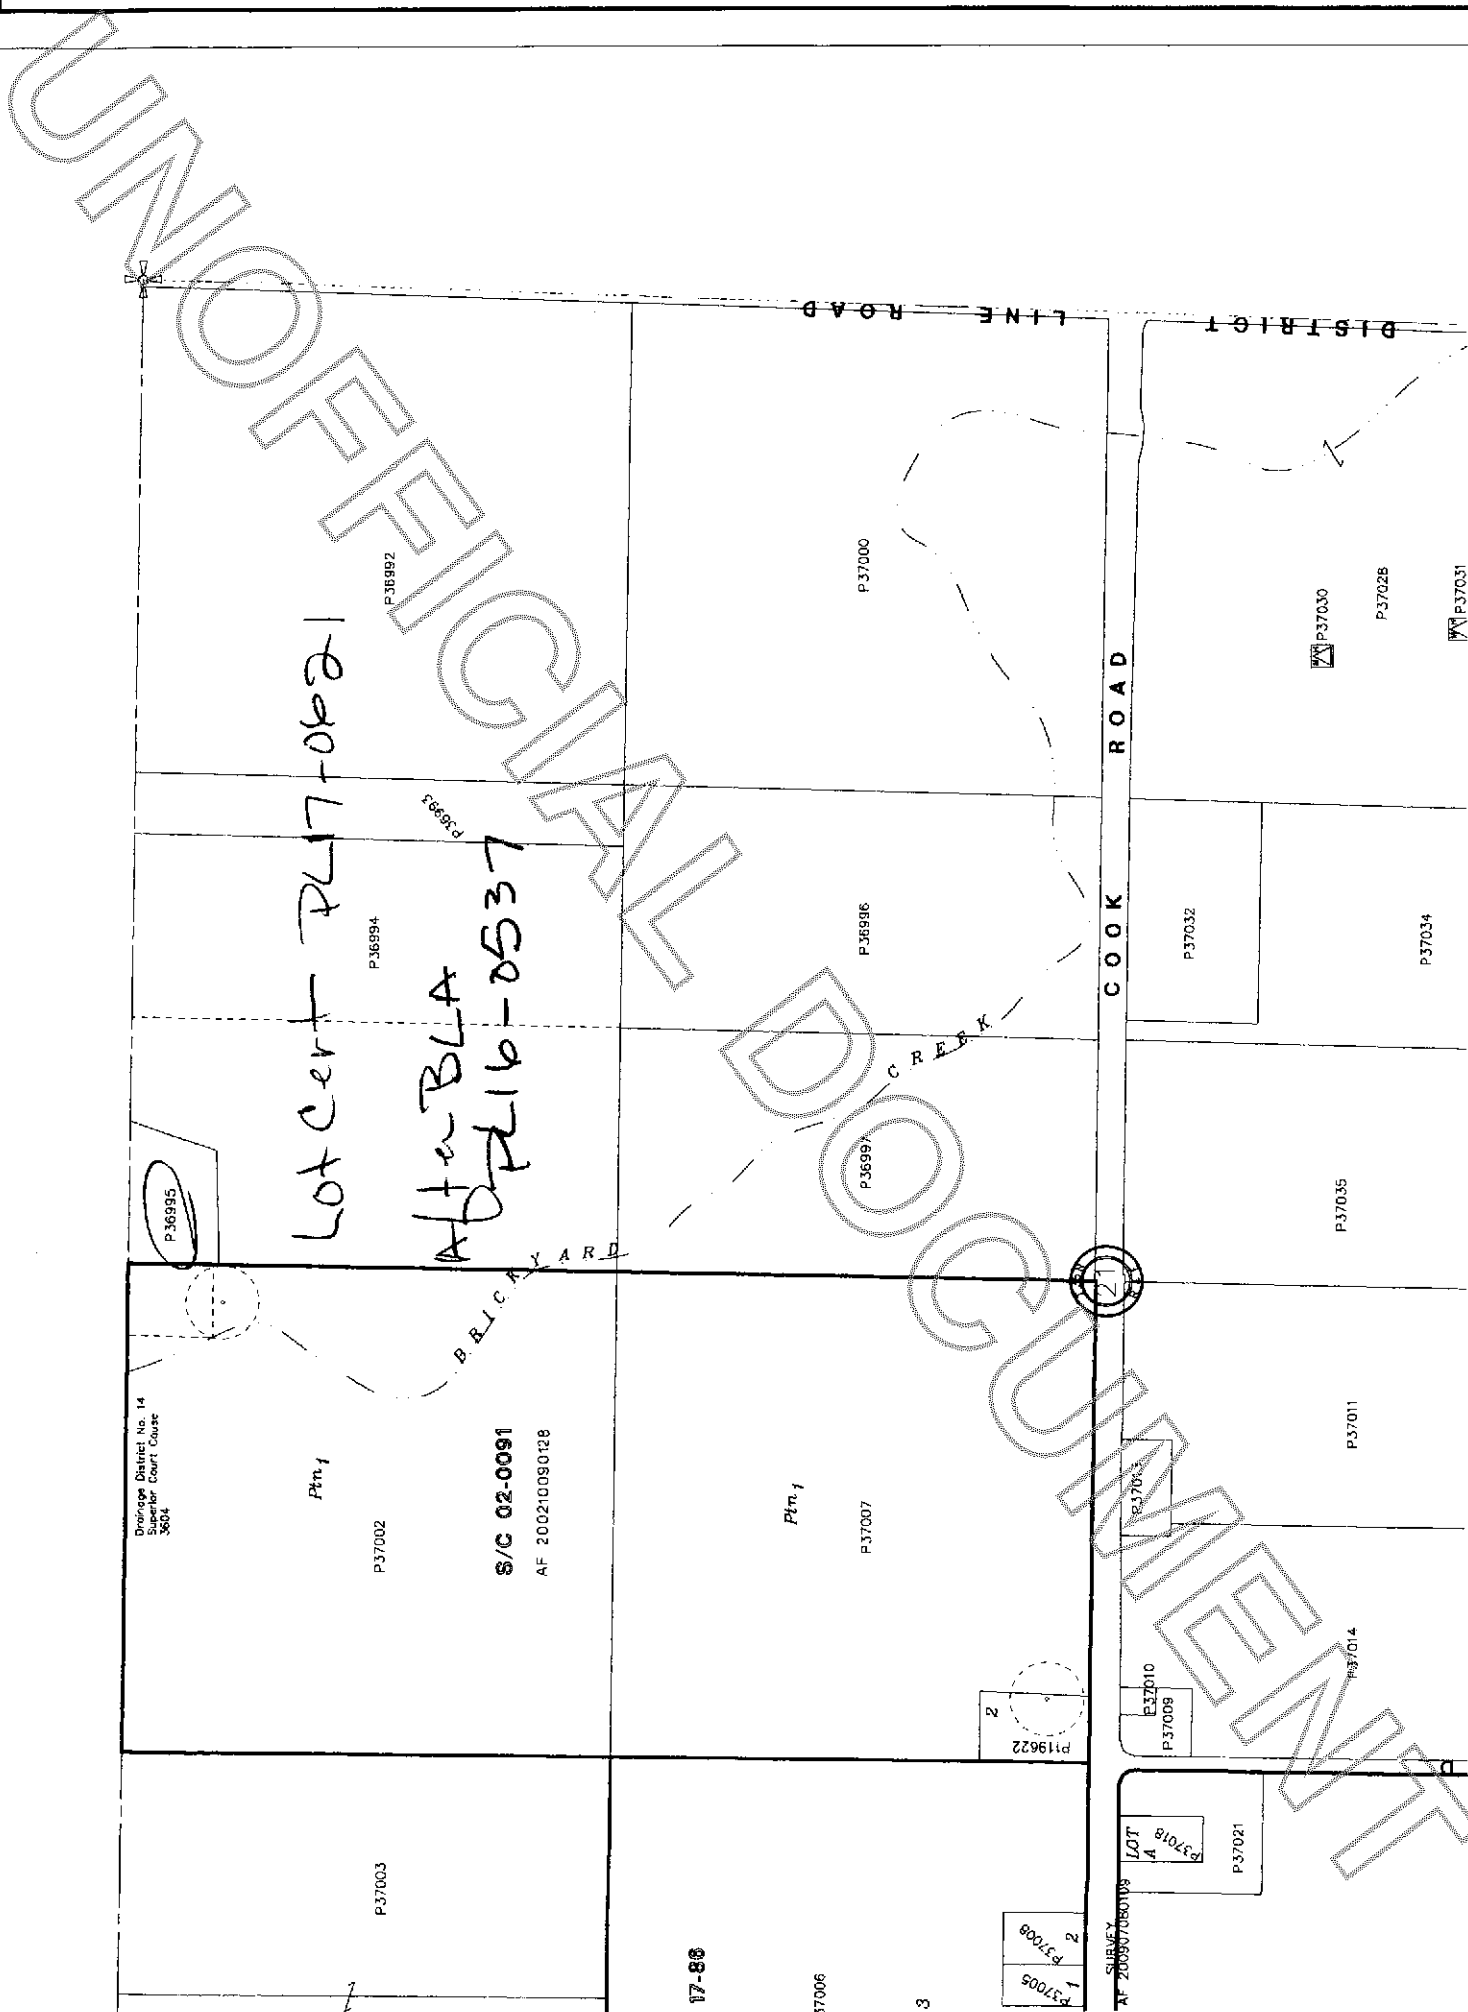 UNOFFICIAL DOCUMENT
Lot Cert PL17-0621
After BLA
PL16-0537
Drainage District No. 14
Superior Court Cause
3604
P36992
P36993
P36994
P36995
P37000
P36996
P36997
BRICKYARD CREEK
DISTRICT LINE ROAD
COOK ROAD
Ptn 1
P37002
S/C 02-0091
AF 200210090128
Ptn 1
P37007
2
P119622
P37003
17-88
37006
3
P37008
2
P37005
1
SURVEY
AF 200907080109
LOT
A
P37018
P37021
P37009
P37010
P37014
P37011
P37035
P37032
P37034
P37030
P37028
P37031
21